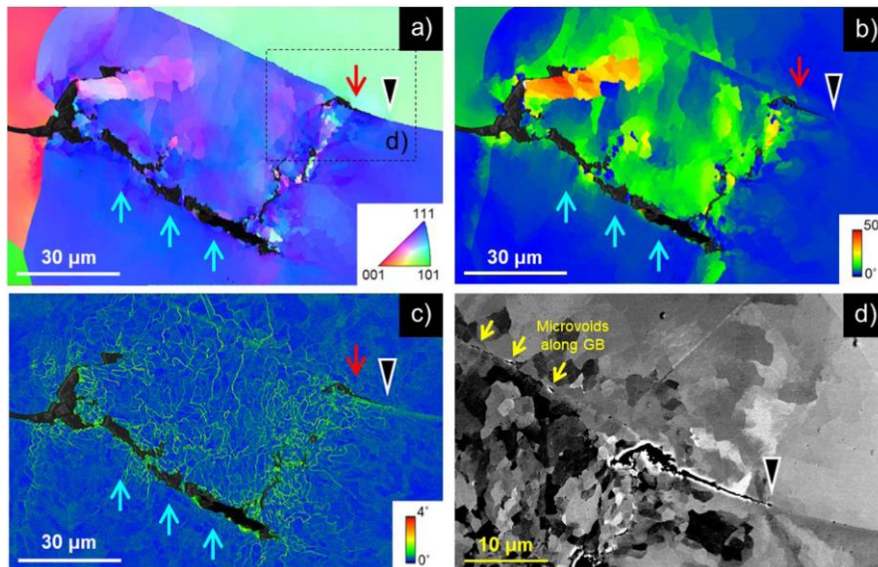 a)
d)
111
001
101
30 µm
b)
50
0°
30 µm
c)
4°
0°
30 µm
d)
Microvoids
along GB
10 µm